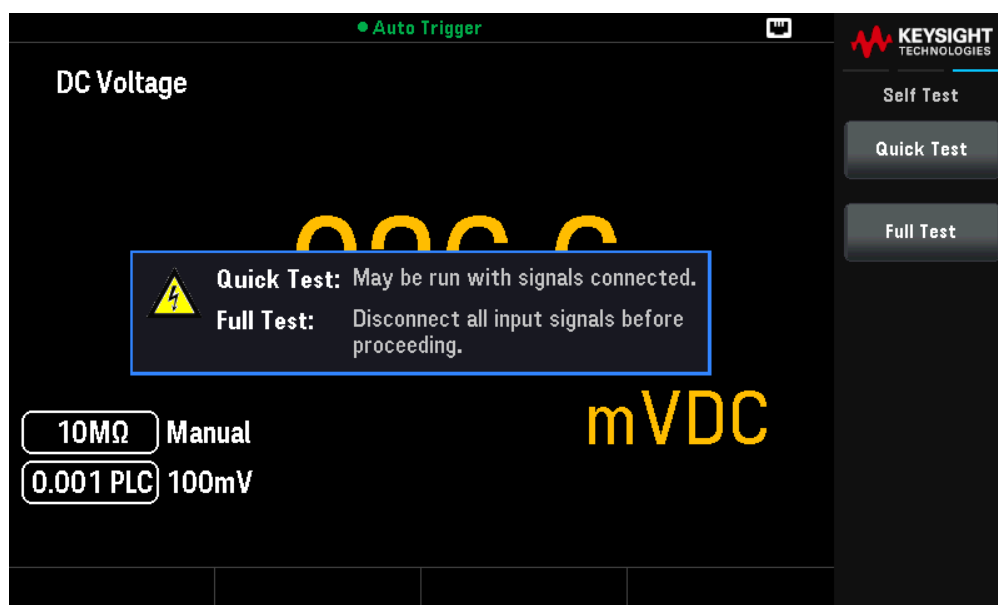 Auto Trigger
KEYSIGHT
TECHNOLOGIES
DC Voltage
Self Test
Quick Test
Full Test
Quick Test: May be run with signals connected.
Full Test: Disconnect all input signals before
proceeding.
mVDC
10MΩ Manual
0.001 PLC 100mV